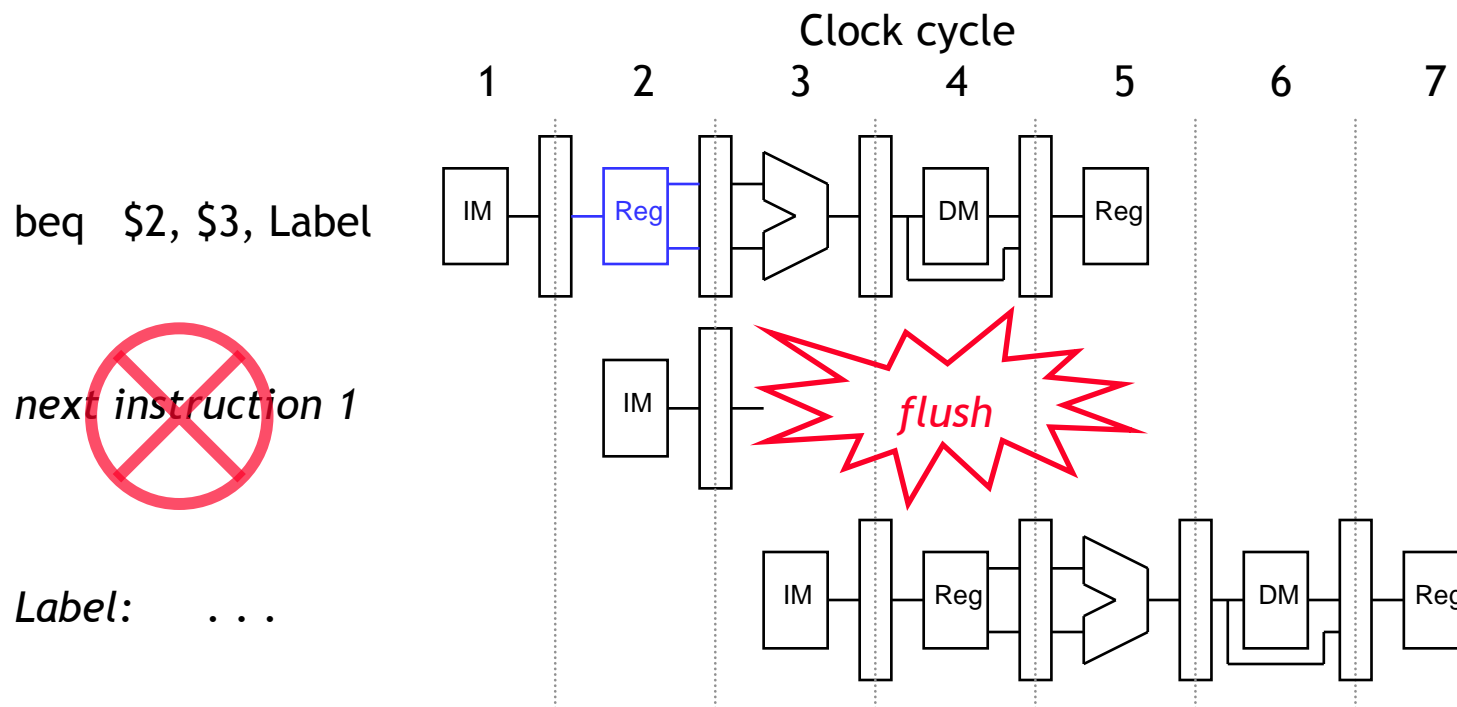 Clock cycle
1 2 3 4 5 6 7
beq $2, $3, Label IM Reg DM Reg
next instruction 1 IM flush
Label: . . . IM Reg DM Reg